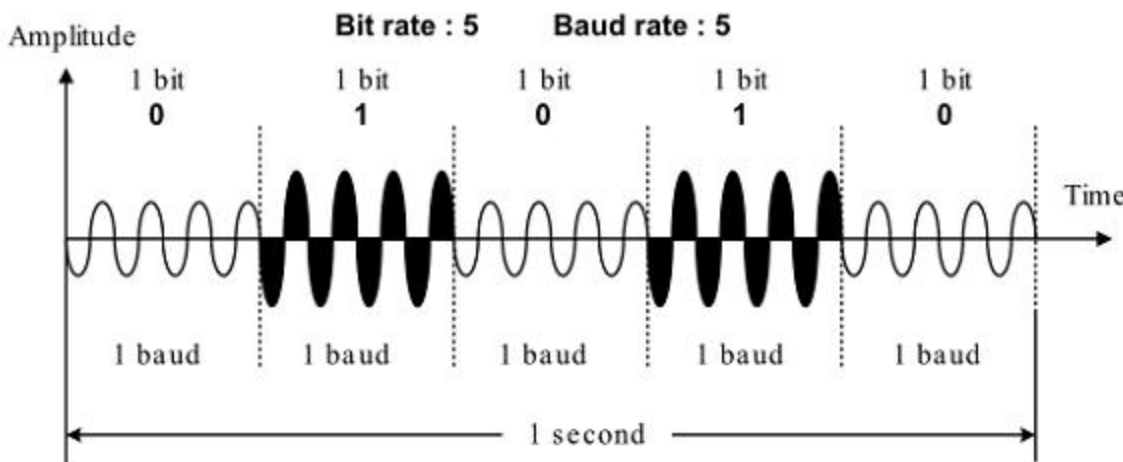 Bit rate : 5 Baud rate : 5
Amplitude
1 bit 1 bit 1 bit 1 bit 1 bit
0 1 0 1 0
Time
1 baud 1 baud 1 baud 1 baud 1 baud
1 second